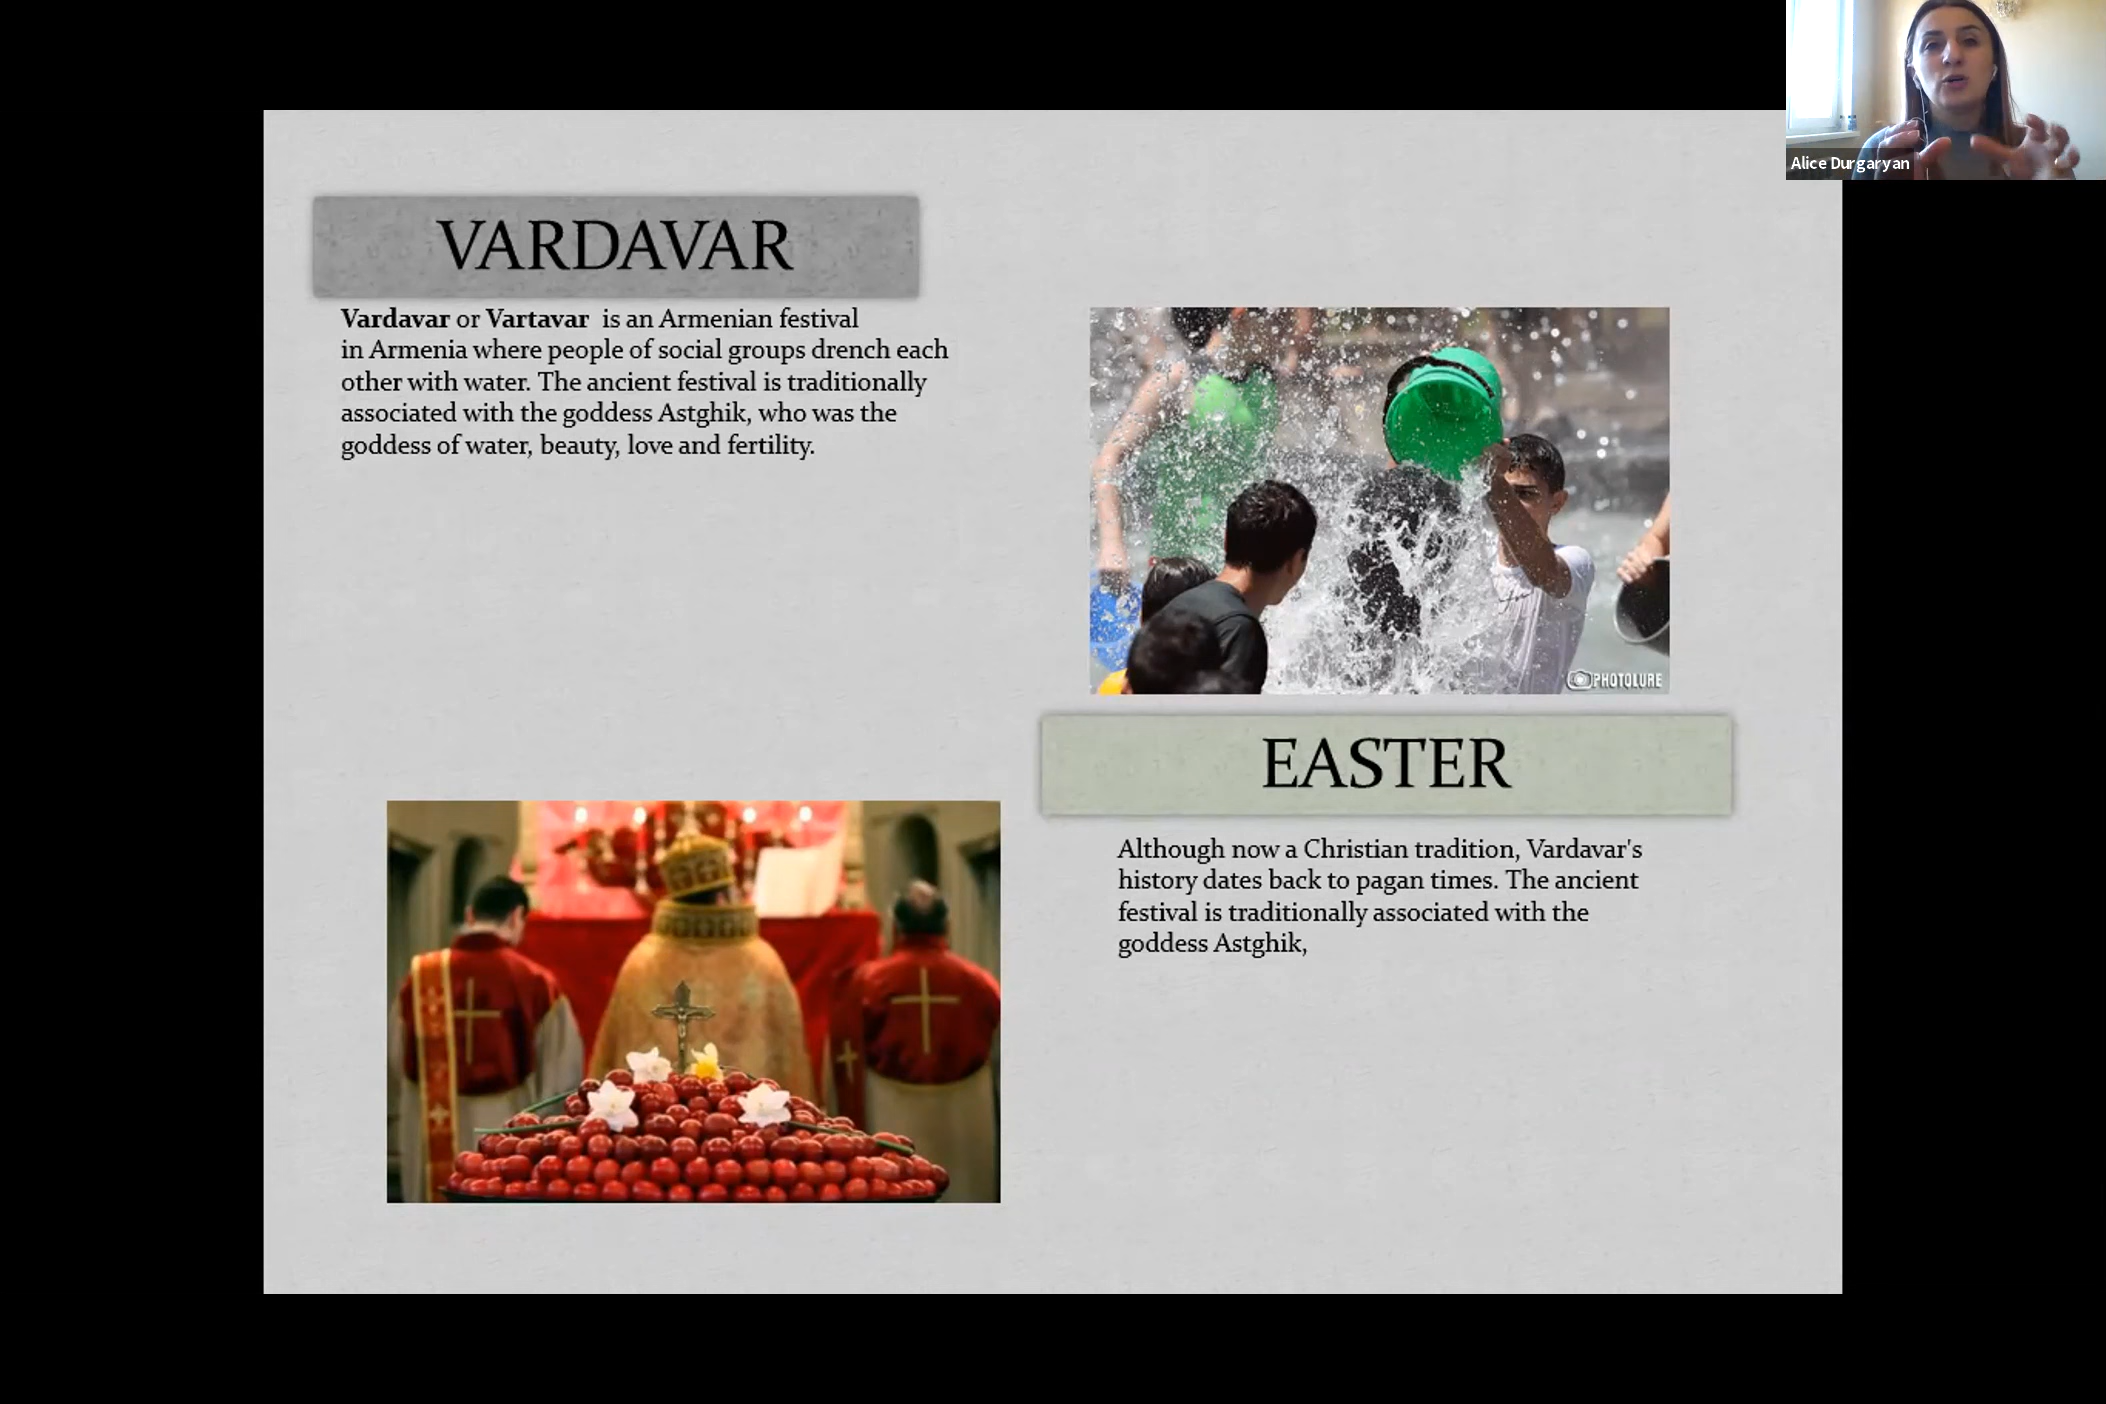 Alice Durgaryan
VARDAVAR
Vardavar or Vartavar is an Armenian festival
in Armenia where people of social groups drench each
other with water. The ancient festival is traditionally
associated with the goddess Astghik, who was the
goddess of water, beauty, love and fertility.
PHOTOLURE
EASTER
Although now a Christian tradition, Vardavar's
history dates back to pagan times. The ancient
festival is traditionally associated with the
goddess Astghik,